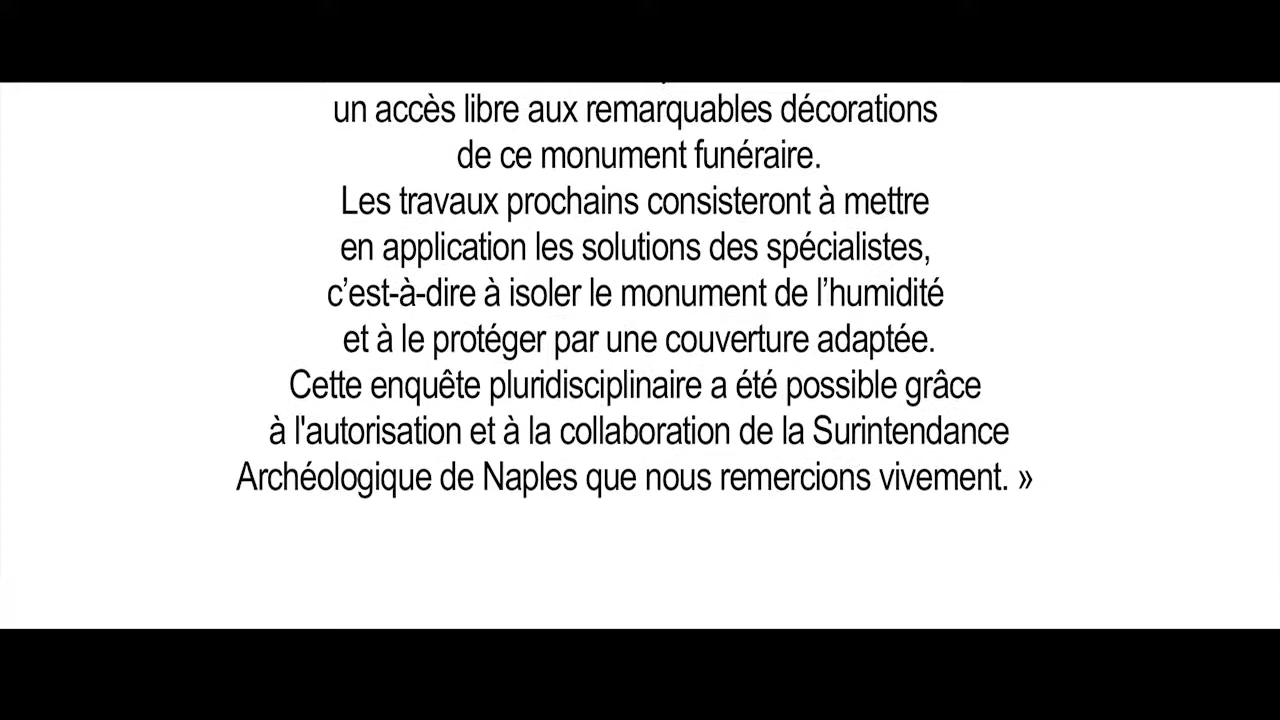 un accès libre aux remarquables décorations
de ce monument funéraire.
Les travaux prochains consisteront à mettre
en application les solutions des spécialistes,
c’est-à-dire à isoler le monument de l’humidité
et à le protéger par une couverture adaptée.
Cette enquête pluridisciplinaire a été possible grâce
à l'autorisation et à la collaboration de la Surintendance
Archéologique de Naples que nous remercions vivement. »